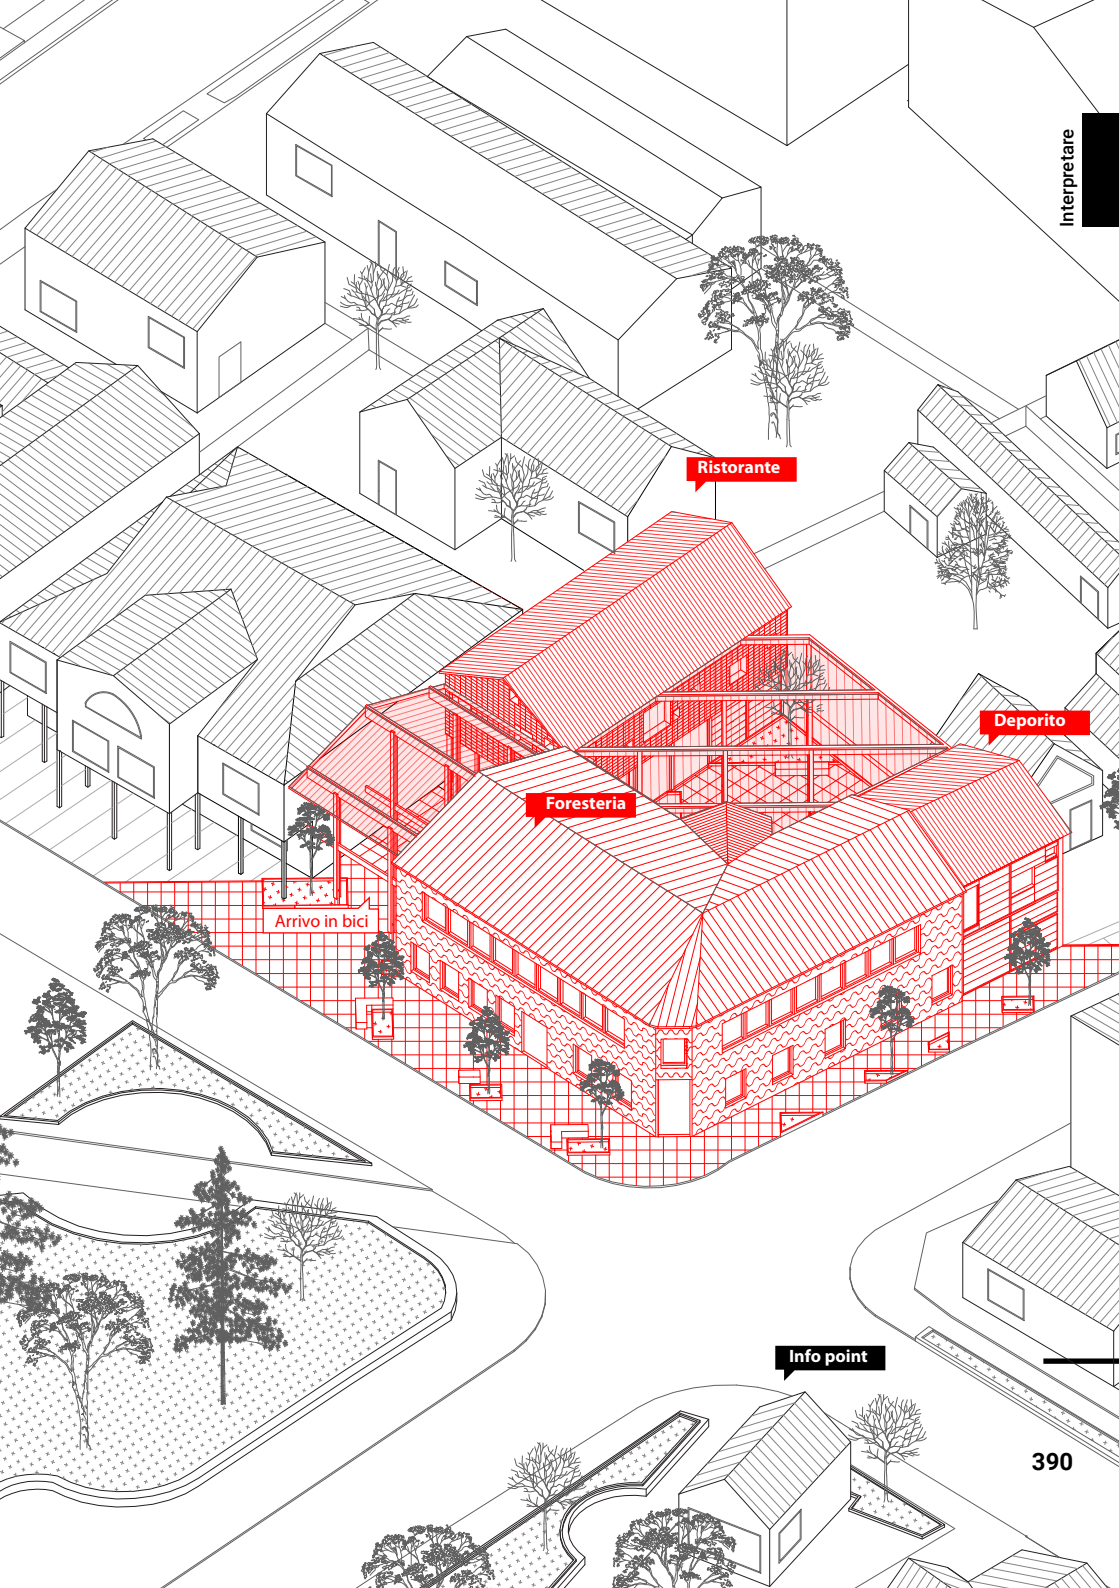 Interpretare
Ristorante
Deporito
Foresteria
Arrivo in bici
Info point
390